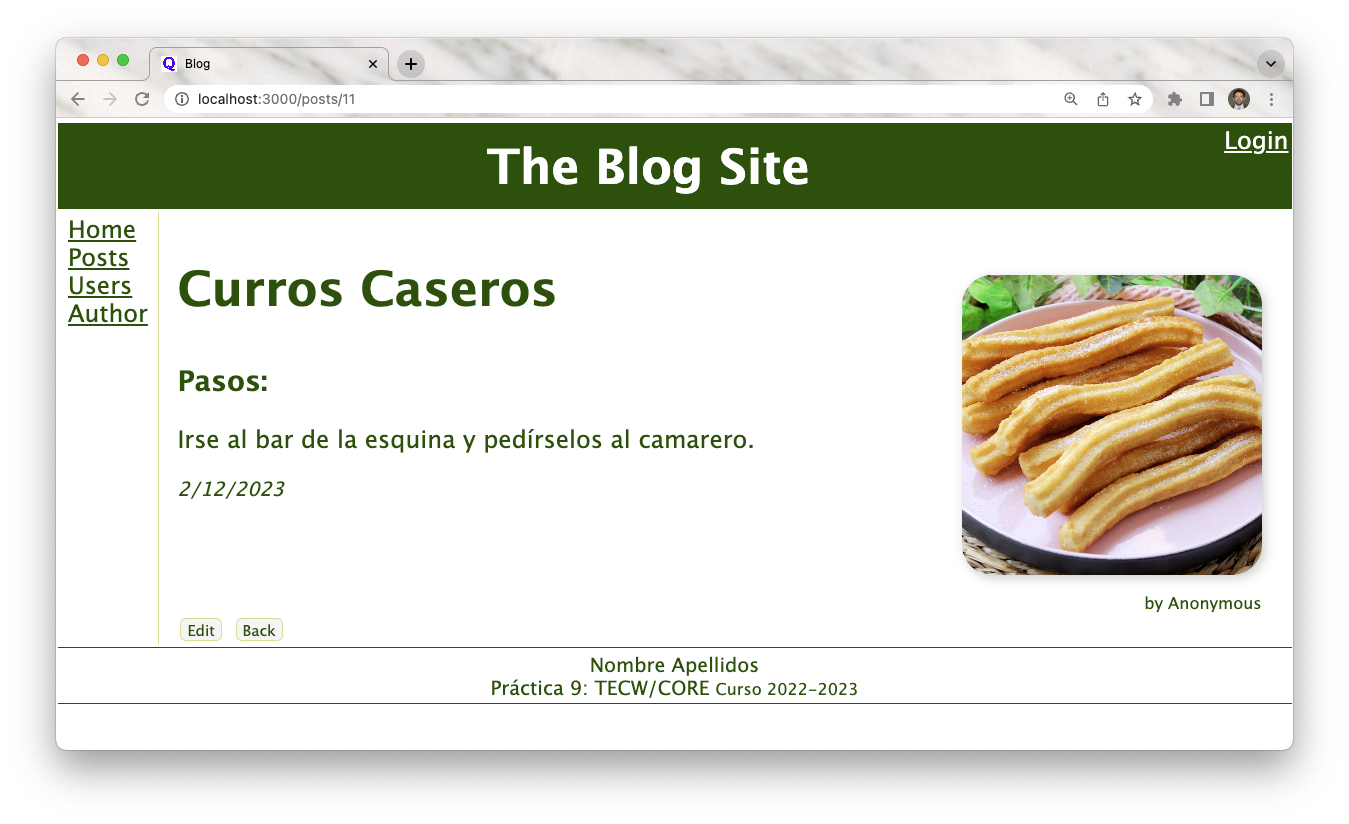 Blog
localhost:3000/posts/11
Login
The Blog Site
Home
Posts
Users
Author
Curros Caseros
Pasos:
Irse al bar de la esquina y pedírselos al camarero.
2/12/2023
by Anonymous
Edit Back
Nombre Apellidos
Práctica 9: TECW/CORE Curso 2022-2023